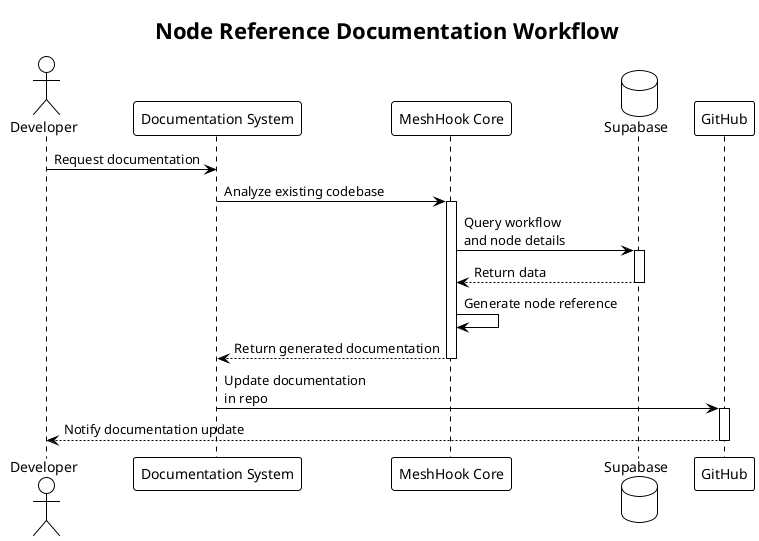 Node Reference Documentation Workflow
Developer
Documentation System
MeshHook Core
Supabase
GitHub
Request documentation
Analyze existing codebase
Query workflow
and node details
Return data
Generate node reference
Return generated documentation
Update documentation
in repo
Notify documentation update
Developer
Documentation System
MeshHook Core
Supabase
GitHub